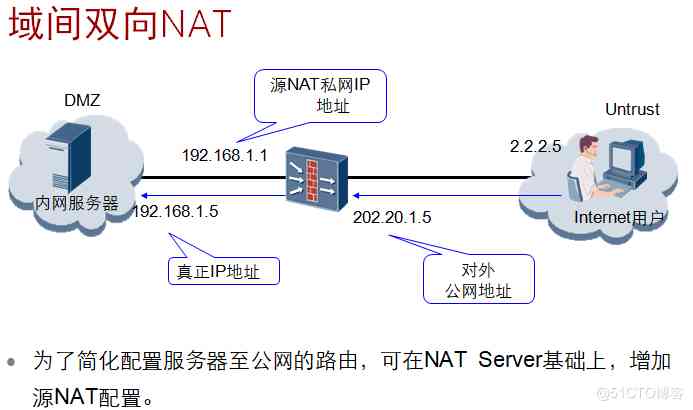 域间双向NAT
源NAT私网IP
地址
DMZ
Untrust
192.168.1.1
2.2.2.5
内网服务器
192.168.1.5
202.20.1.5
Internet用户
真正IP地址
对外
公网地址
为了简化配置服务器至公网的路由，可在NAT Server基础上，增加
源NAT配置。
@51CTO博客